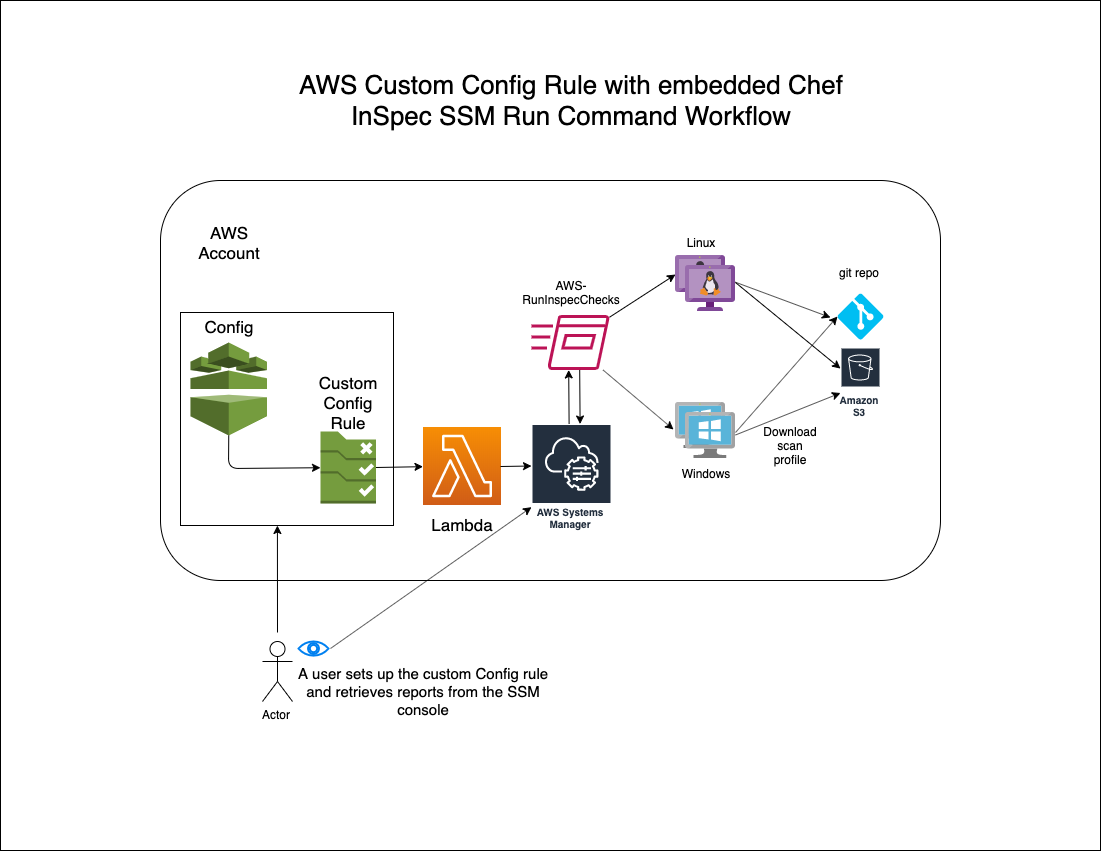 AWS Custom Config Rule with embedded Chef
InSpec SSM Run Command Workflow
AWS
Account
Config
Custom
Config
Rule
Lambda
AWS-
RunInspecChecks
AWS Systems
Manager
Linux
Windows
git repo
Amazon
S3
Download
scan
profile
A user sets up the custom Config rule
and retrieves reports from the SSM
console
Actor